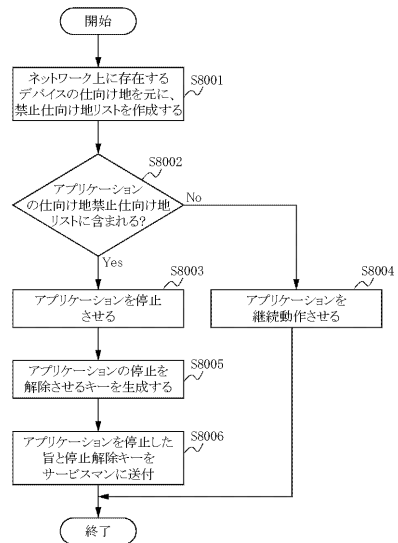 開始
ネットワーク上に存在する
デバイスの仕向け地を元に、
禁止仕向け地リストを作成する
S8001
S8002
アプリケーション
の仕向け地禁止仕向け地
リストに含まれる?
No
Yes
S8003
アプリケーションを停止
させる
S8004
アプリケーションを
継続動作させる
アプリケーションの停止を
解除させるキーを生成する
S8005
アプリケーションを停止した
旨と停止解除キーを
サービスマンに送付
S8006
終了